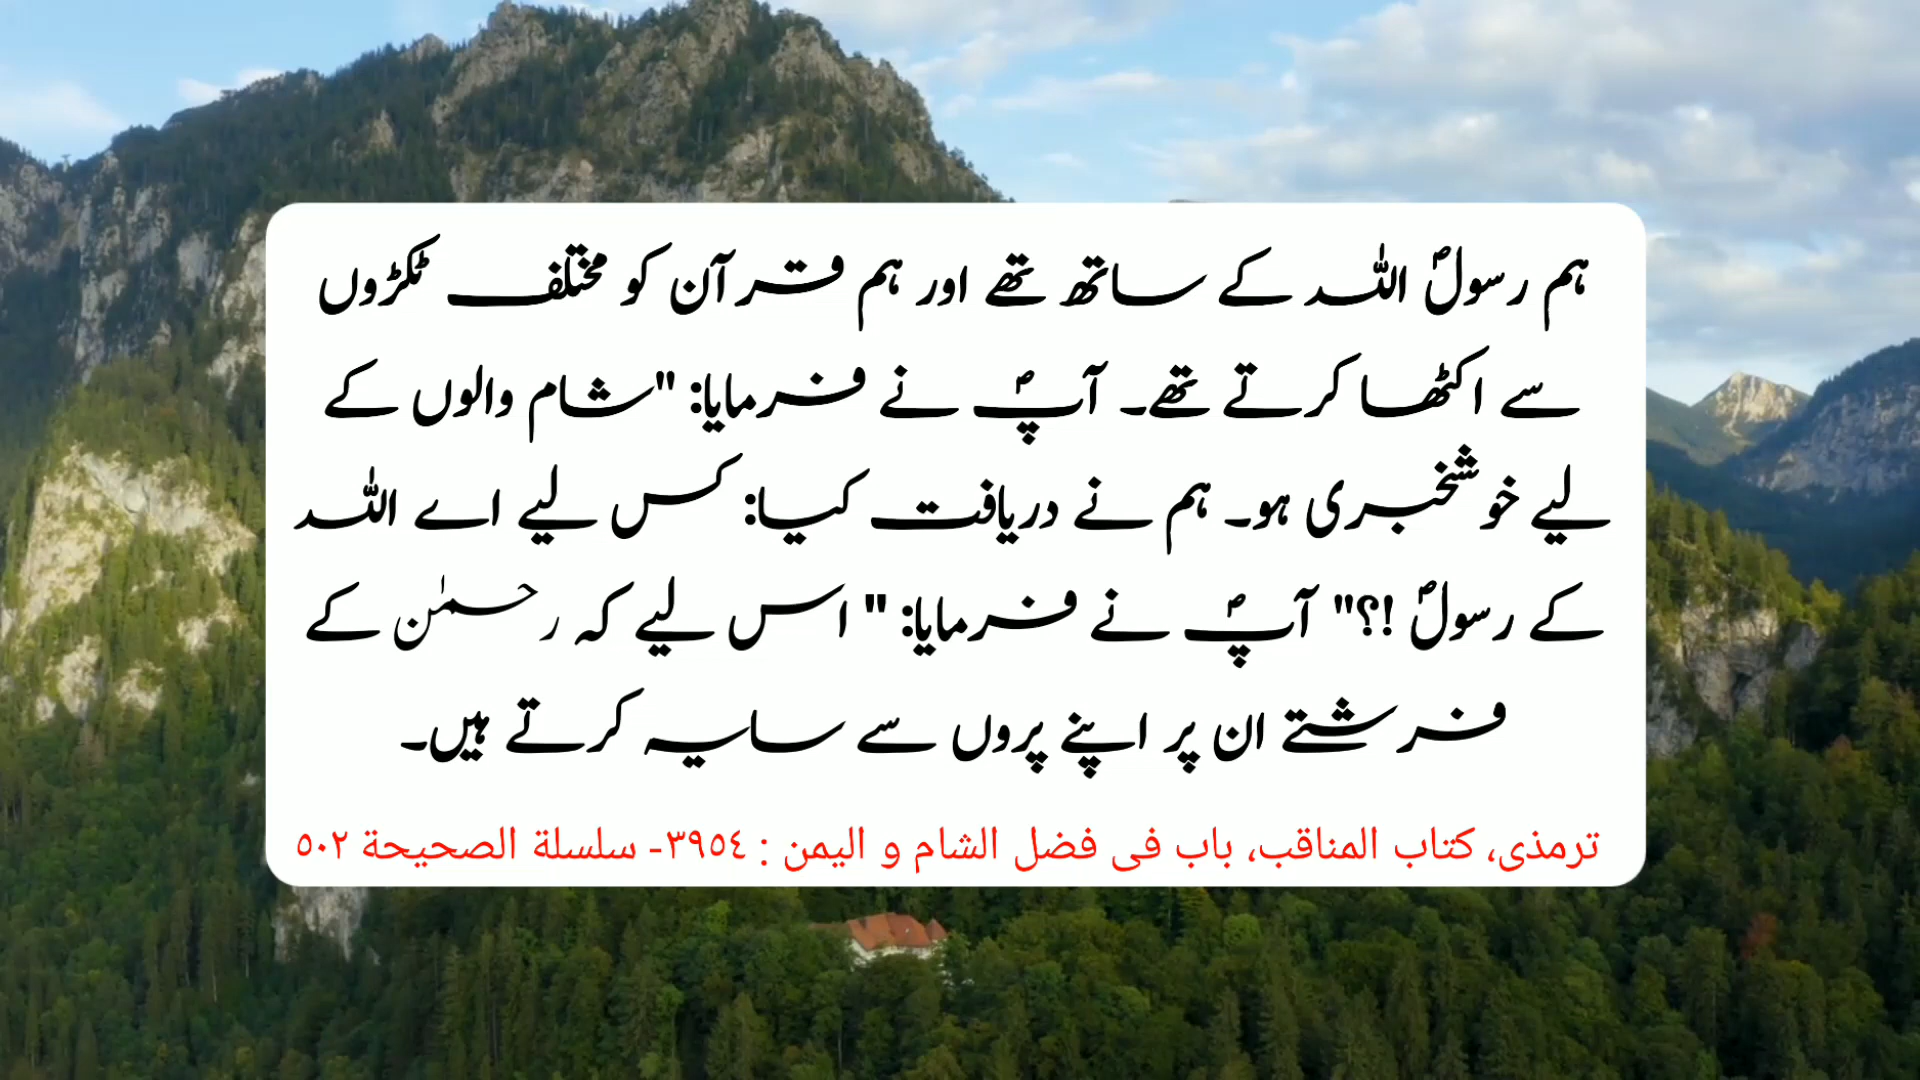 ہم رسولؐ اللہ کے ساتھ تھے اور ہم قرآن کو مختلف ٹکڑوں
سے اکٹھا کرتے تھے۔ آپؐ نے فرمایا: "شام والوں کے
لیے خوشخبری ہو۔ ہم نے دریافت کیا: کس لیے اے اللہ
کے رسولؐ !؟" آپؐ نے فرمایا: " اس لیے کہ رحمٰن کے
فرشتے ان پر اپنے پروں سے سایہ کرتے ہیں۔
ترمذی، کتاب المناقب، باب فی فضل الشام و الیمن : ٣٩٥٤- سلسلة الصحیحة ٥٠٢